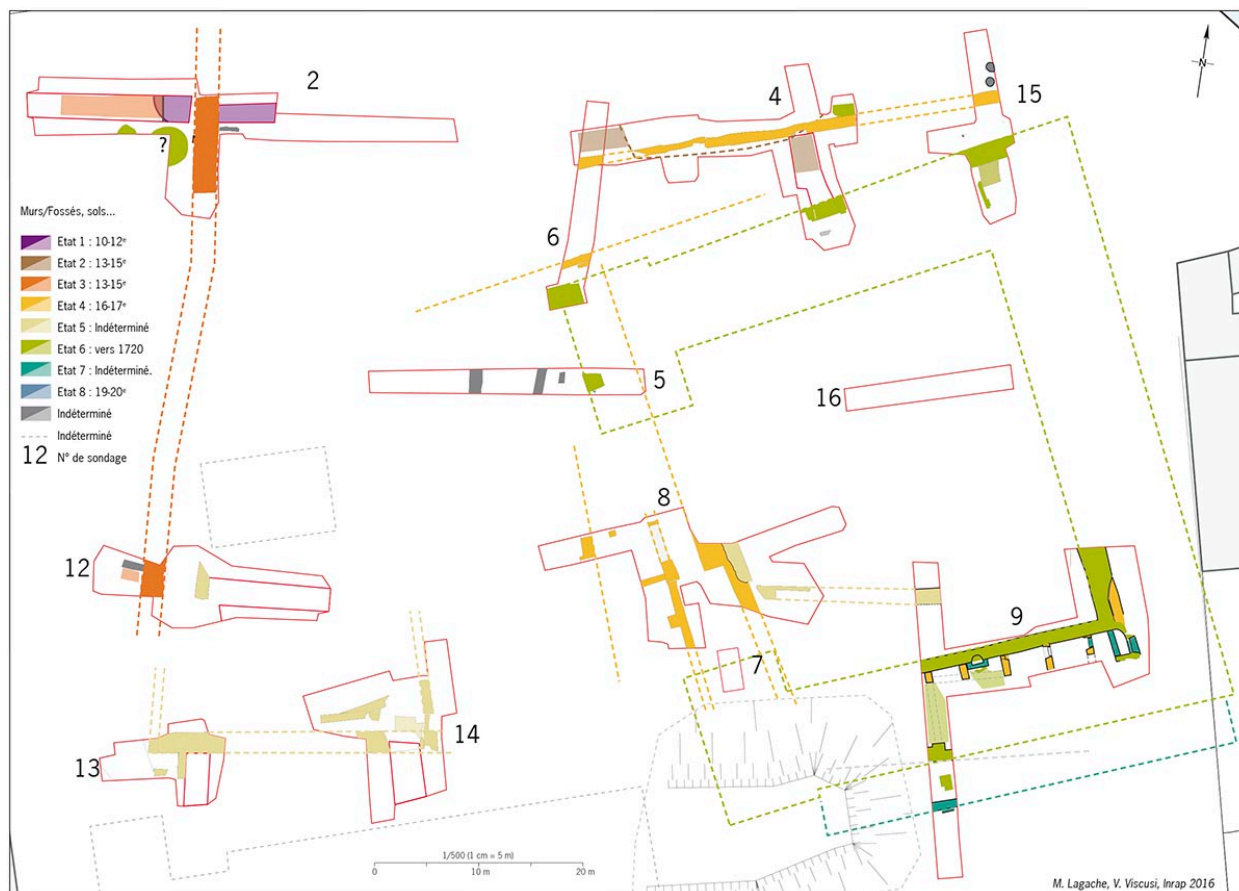 2
4
15
N
?
6
Murs/Fossés, sols...
Etat 1 : 10-12ᵉ
Etat 2 : 13-15ᵉ
Etat 3 : 13-15ᵉ
Etat 4 : 16-17ᵉ
Etat 5 : Indéterminé
Etat 6 : vers 1720
Etat 7 : Indéterminé.
Etat 8 : 19-20ᵉ
Indéterminé
Indéterminé
12 N° de sondage
5
16
8
12
9
7
14
13
1/500 (1 cm = 5 m)
0 10 m 20 m
M. Lagache, V. Viscusi, Inrap 2016